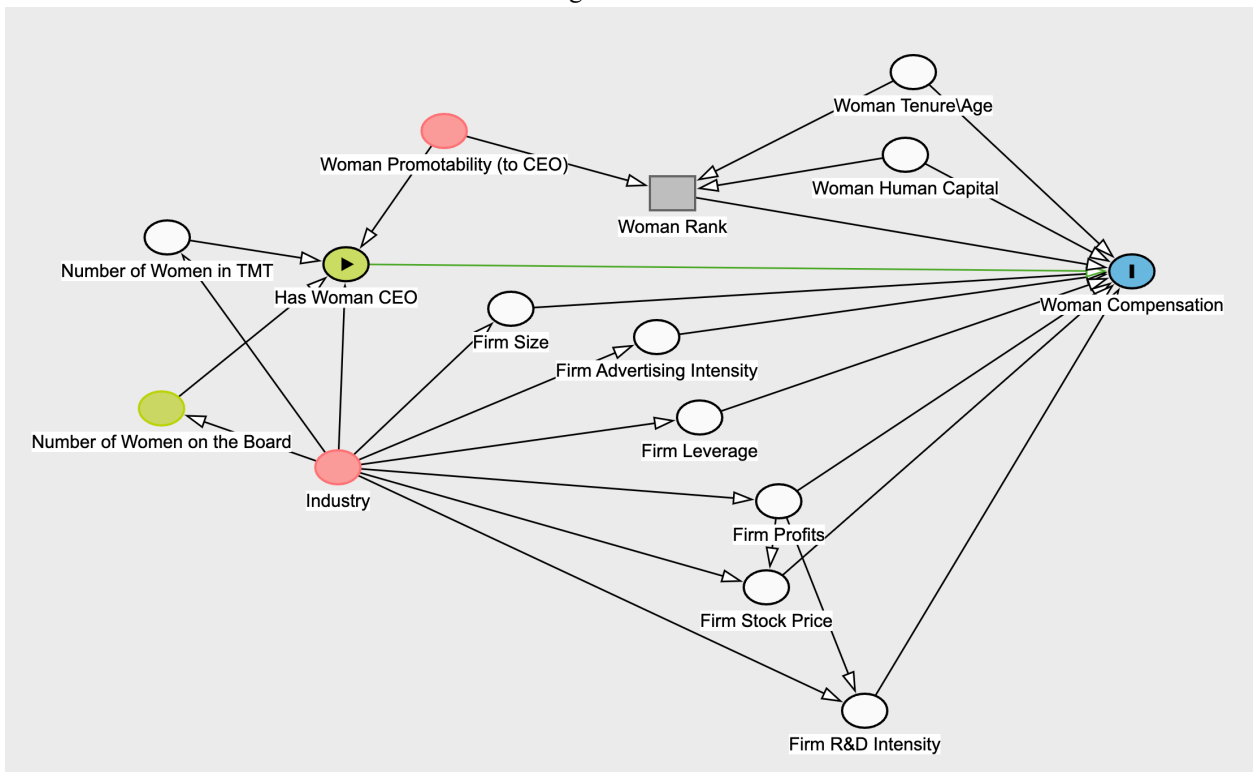 Woman Tenure\Age
Woman Promotability (to CEO)
Woman Human Capital
Woman Rank
Number of Women in TMT
Has Woman CEO
Woman Compensation
Firm Size
Firm Advertising Intensity
Number of Women on the Board
Firm Leverage
Industry
Firm Profits
Firm Stock Price
Firm R&D Intensity